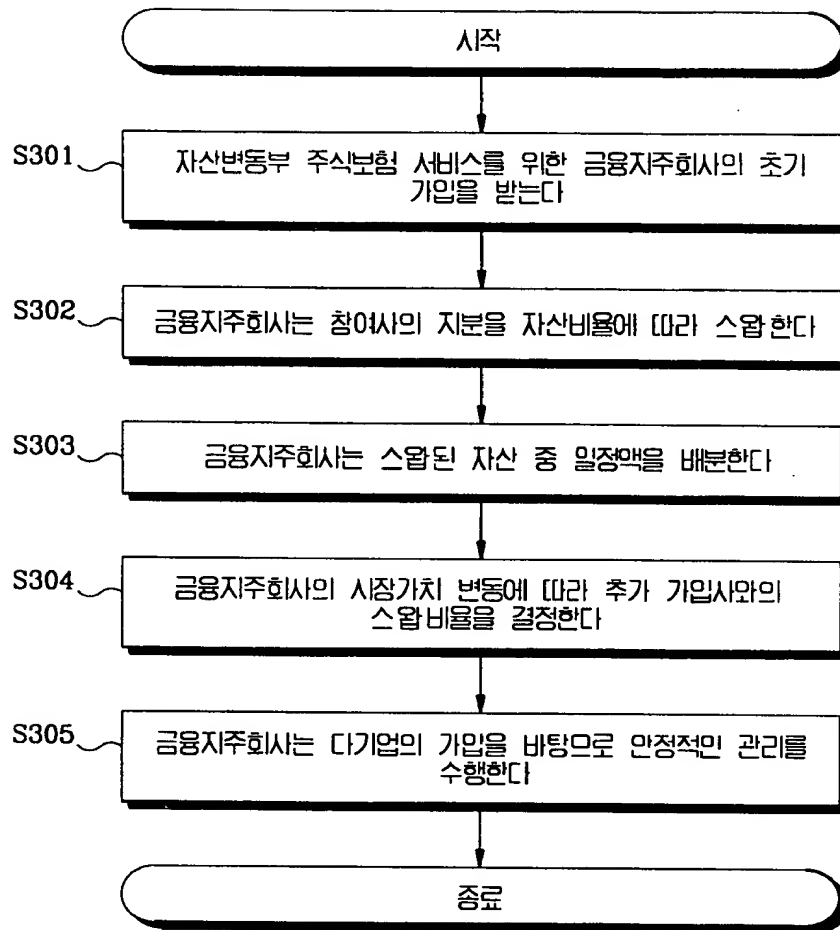 시작
S301
자산변동부 주식보험 서비스를 위한 금융지주회사의 초기
가입을 받는다
S302
금융지주회사는 참여사의 지분을 자산비율에 따라 스왑한다
S303
금융지주회사는 스왑된 자산 중 일정액을 배분한다
S304
금융지주회사의 시장가치 변동에 따라 추가 가입사와의
스왑비율을 결정한다
S305
금융지주회사는 다기업의 가입을 바탕으로 안정적인 관리를
수행한다
종료